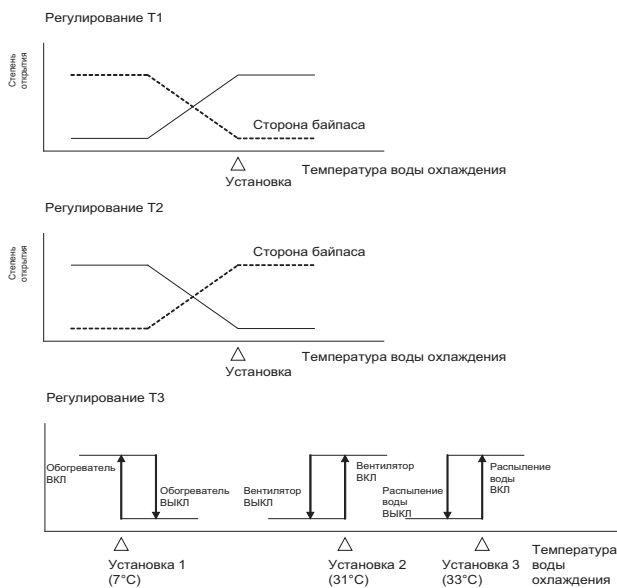 Регулирование T1
Степень
открытия
Сторона байпаса
Температура воды охлаждения
Установка
Регулирование T2
Степень
открытия
Сторона байпаса
Температура воды охлаждения
Установка
Регулирование T3
Обогреватель
ВКЛ
Обогреватель
ВЫКЛ
Вентилятор
ВЫКЛ
Вентилятор
ВКЛ
Распыление
воды
ВЫКЛ
Распыление
воды
ВКЛ
Установка 1
(7°C)
Установка 2
(31°C)
Установка 3
(33°C)
Температура
воды
охлаждения